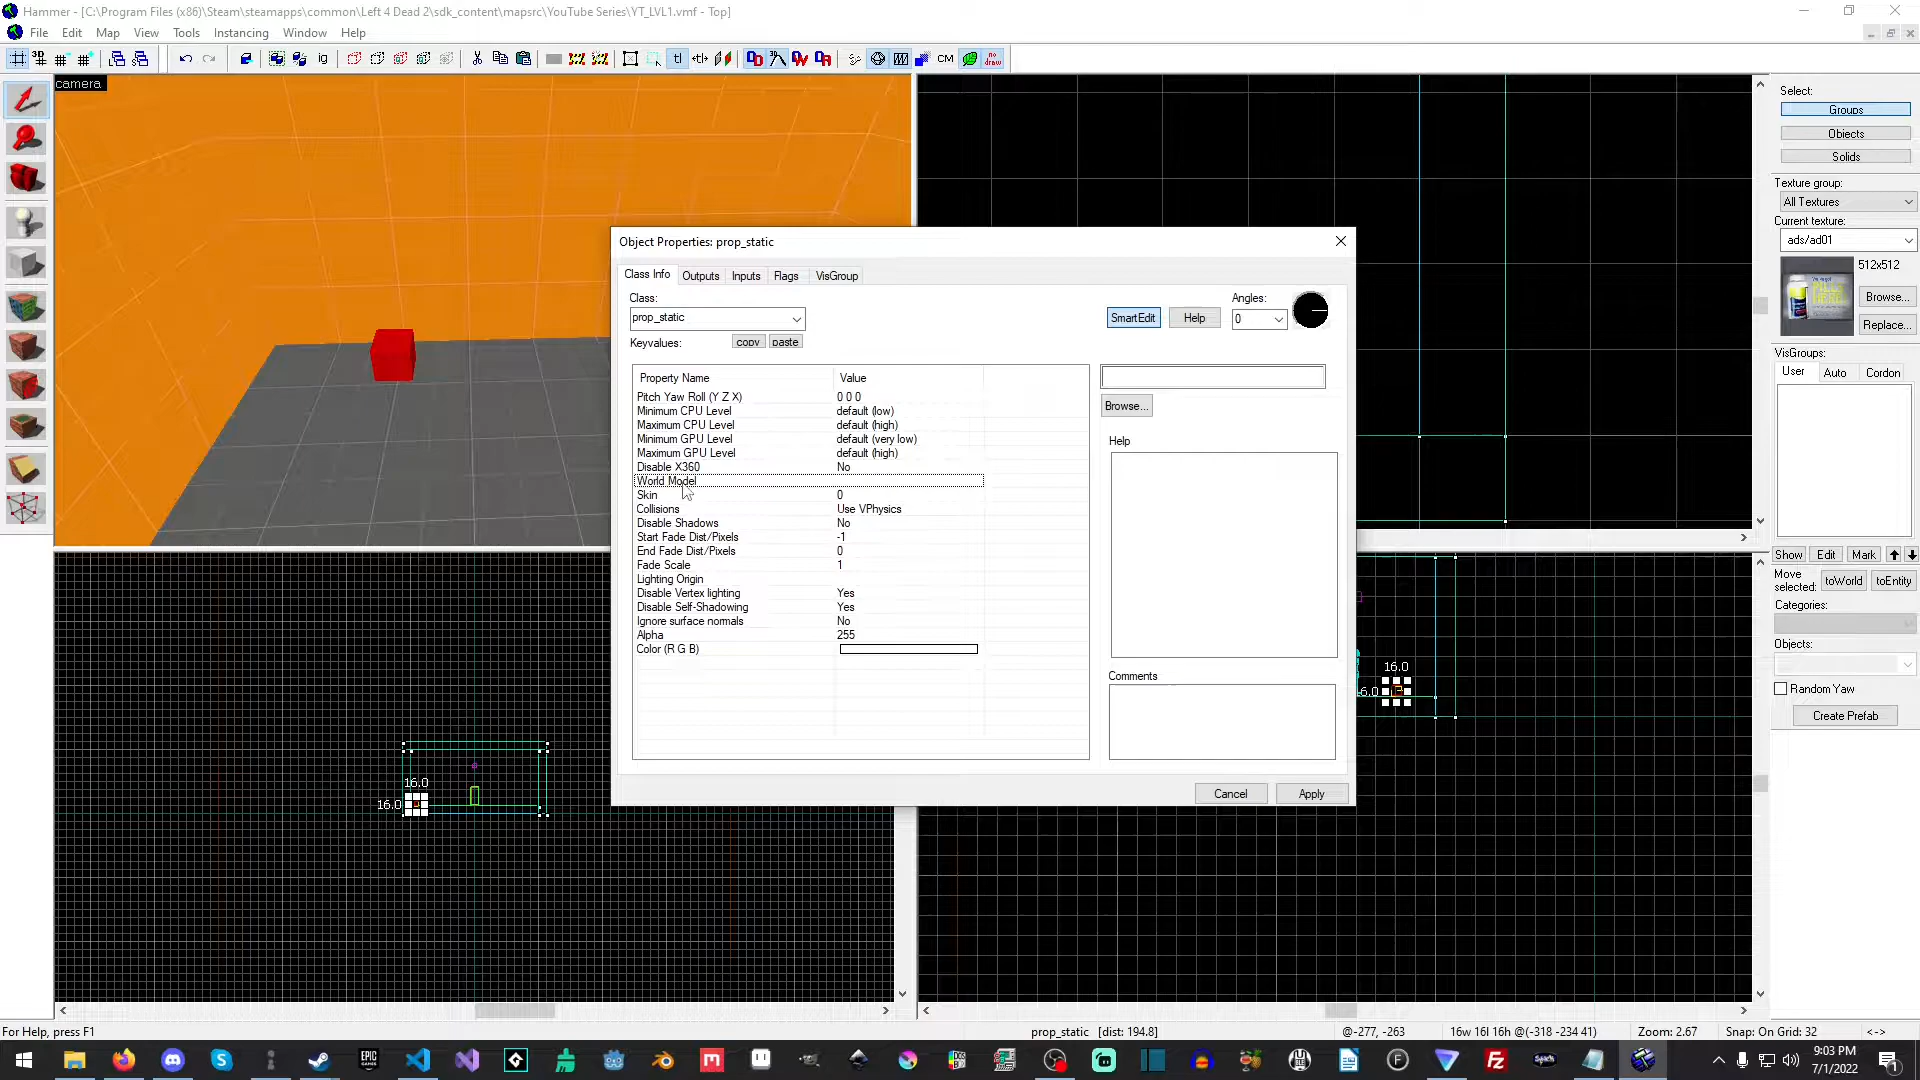 Hammer - [C:\Program Files (x86)\Steam\steamapps\common\Left 4 Dead 2\sdk_content\mapsrc\YouTube Series\YT_LVL1.vmf - Top]
File Edit Map View Tools Instancing Window Help
3D
ig
tl
CM
no draw
camera
Select:
Groups
Objects
Solids
Texture group:
All Textures
Current texture:
ads/ad01
512x512
Browse...
Replace...
VisGroups:
User Auto Cordon
Show Edit Mark
Move selected: toWorld toEntity
Categories:
Objects:
Random Yaw
Create Prefab
Object Properties: prop_static
Class Info Outputs Inputs Flags VisGroup
Class:
prop_static
SmartEdit Help
Angles:
0
Keyvalues: copy paste
Property Name Value
Pitch Yaw Roll (Y Z X) 0 0 0
Minimum CPU Level default (low)
Maximum CPU Level default (high)
Minimum GPU Level default (very low)
Maximum GPU Level default (high)
Disable X360 No
World Model
Skin 0
Collisions Use VPhysics
Disable Shadows No
Start Fade Dist/Pixels -1
End Fade Dist/Pixels 0
Fade Scale 1
Lighting Origin
Disable Vertex lighting Yes
Disable Self-Shadowing Yes
Ignore surface normals No
Alpha 255
Color (R G B)
Browse...
Help
Comments
Cancel Apply
16.0
16.0
16.0
For Help, press F1
prop_static [dist: 194.8]
@-277, -263
16w 16l 16h @(-318 -234 41)
Zoom: 2.67
Snap: On Grid: 32
<->
EPIC GAMES
9:03 PM
7/1/2022